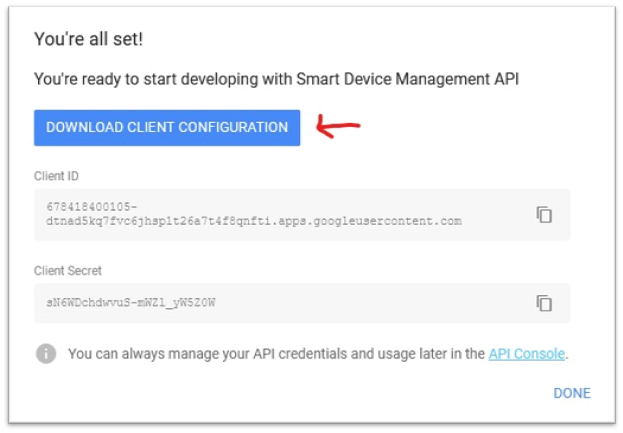 You're all set!
You're ready to start developing with Smart Device Management API
DOWNLOAD CLIENT CONFIGURATION
Client ID
678418400105-
dtnad5kq7fvc6jhsplt26a7t4f8qnfti.apps.googleusercontent.com
Client Secret
sN6WDchdwvuS-mWZl_yW5Z0W
You can always manage your API credentials and usage later in the API Console.
DONE